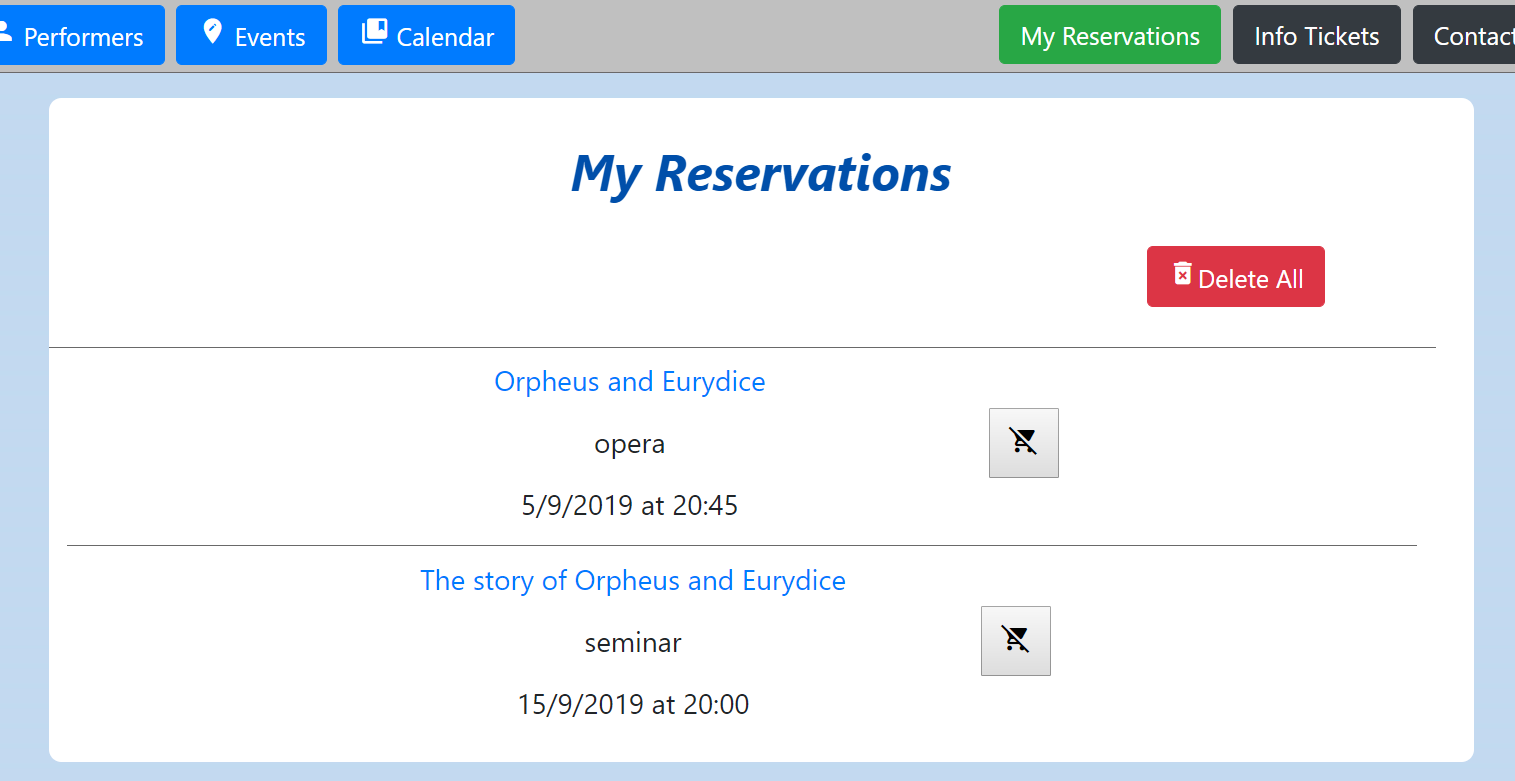 Performers Events Calendar My Reservations Info Tickets Contact
My Reservations
Delete All
Orpheus and Eurydice
opera
5/9/2019 at 20:45
The story of Orpheus and Eurydice
seminar
15/9/2019 at 20:00